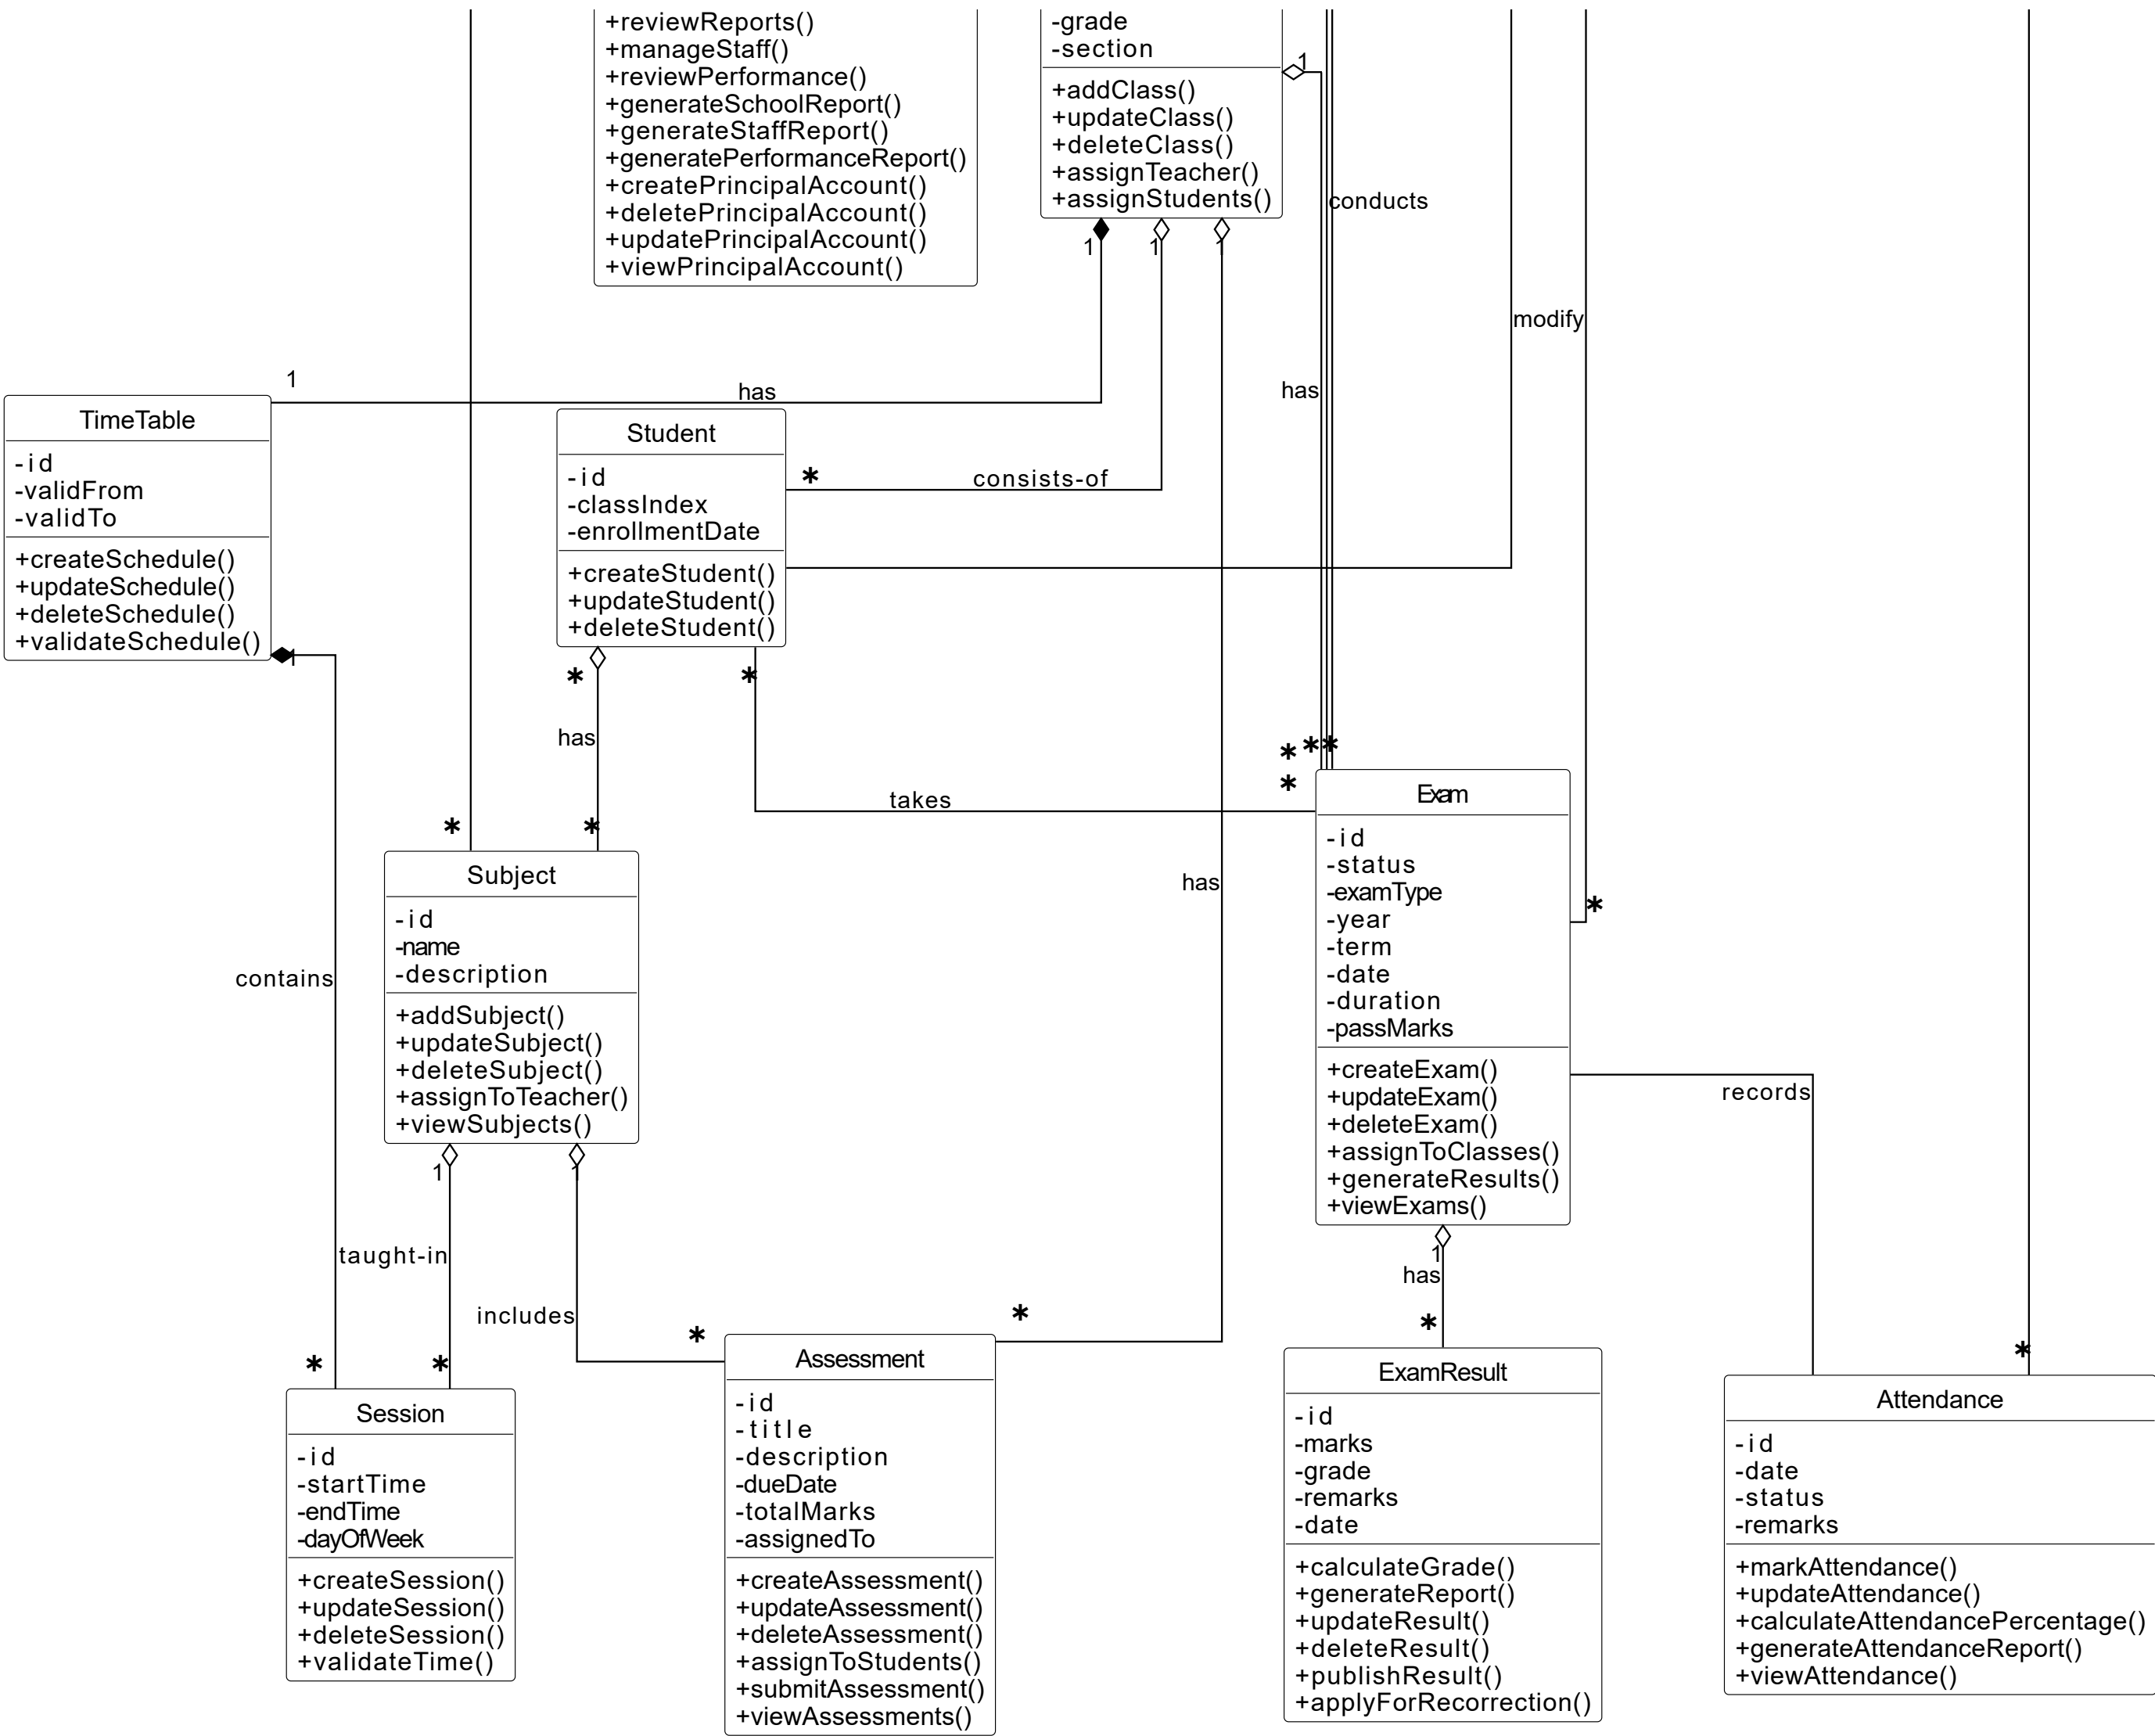 +reviewReports()
+manageStaff()
+reviewPerformance()
+generateSchoolReport()
+generateStaffReport()
+generatePerformanceReport()
+createPrincipalAccount()
+deletePrincipalAccount()
+updatePrincipalAccount()
+viewPrincipalAccount()
-grade
-section
+addClass()
+updateClass()
+deleteClass()
+assignTeacher()
+assignStudents()
1
conducts
1
1
1
modify
1
has
has
TimeTable
-id
-validFrom
-validTo
+createSchedule()
+updateSchedule()
+deleteSchedule()
+validateSchedule()
1
Student
-id
-classIndex
-enrollmentDate
+createStudent()
+updateStudent()
+deleteStudent()
*
consists-of
*
*
has
takes
* * *
*
*
*
has
Exam
-id
-status
-examType
-year
-term
-date
-duration
-passMarks
+createExam()
+updateExam()
+deleteExam()
+assignToClasses()
+generateResults()
+viewExams()
*
Subject
-id
-name
-description
+addSubject()
+updateSubject()
+deleteSubject()
+assignToTeacher()
+viewSubjects()
contains
records
1
1
1
has
taught-in
includes
*
*
*
*
*
*
Session
-id
-startTime
-endTime
-dayOfWeek
+createSession()
+updateSession()
+deleteSession()
+validateTime()
Assessment
-id
-title
-description
-dueDate
-totalMarks
-assignedTo
+createAssessment()
+updateAssessment()
+deleteAssessment()
+assignToStudents()
+submitAssessment()
+viewAssessments()
ExamResult
-id
-marks
-grade
-remarks
-date
+calculateGrade()
+generateReport()
+updateResult()
+deleteResult()
+publishResult()
+applyForRecorrection()
Attendance
-id
-date
-status
-remarks
+markAttendance()
+updateAttendance()
+calculateAttendancePercentage()
+generateAttendanceReport()
+viewAttendance()